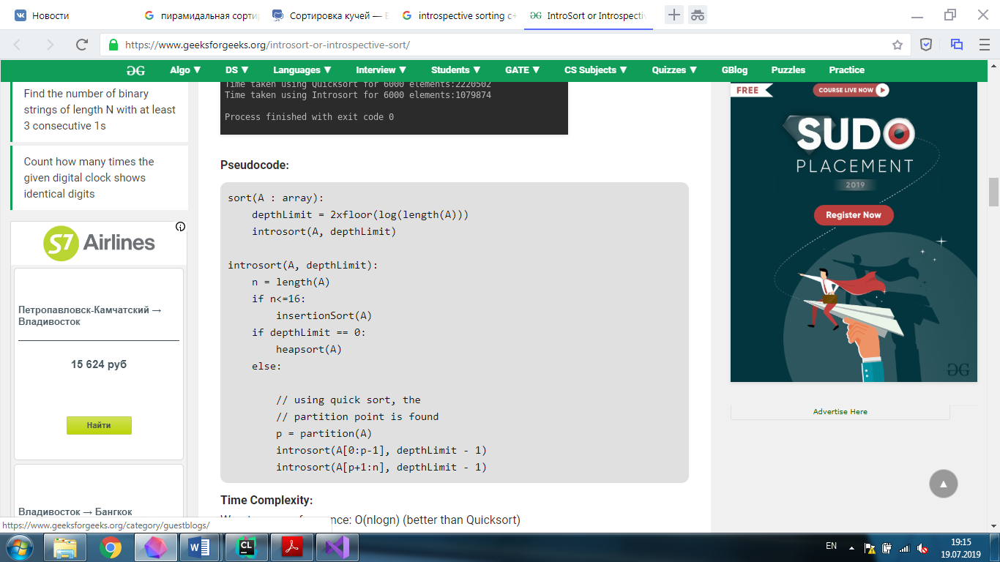 Новости
пирамидальная сорти
Сортировка кучей — В
introspective sorting c+
IntroSort or Introspectiv
https://www.geeksforgeeks.org/introsort-or-introspective-sort/
Algo ▼ DS ▼ Languages ▼ Interview ▼ Students ▼ GATE ▼ CS Subjects ▼ Quizzes ▼ GBlog Puzzles Practice
Find the number of binary
strings of length N with at least
3 consecutive 1s
Count how many times the
given digital clock shows
identical digits
S7 Airlines
Петропавловск-Камчатский →
Владивосток
15 624 руб
Найти
Владивосток → Бангкок
Time taken using Quicksort for 6000 elements:2220502
Time taken using Introsort for 6000 elements:1079874
Process finished with exit code 0
Pseudocode:
sort(A : array):
    depthLimit = 2xfloor(log(length(A)))
    introsort(A, depthLimit)
introsort(A, depthLimit):
    n = length(A)
    if n<=16:
        insertionSort(A)
    if depthLimit == 0:
        heapsort(A)
    else:
        // using quick sort, the
        // partition point is found
        p = partition(A)
        introsort(A[0:p-1], depthLimit - 1)
        introsort(A[p+1:n], depthLimit - 1)
Time Complexity:
O(nlogn) (better than Quicksort)
FREE
COURSE LIVE NOW
SUDO
PLACEMENT
2019
Register Now
Advertise Here
https://www.geeksforgeeks.org/category/guestblogs/
EN
19:15
19.07.2019